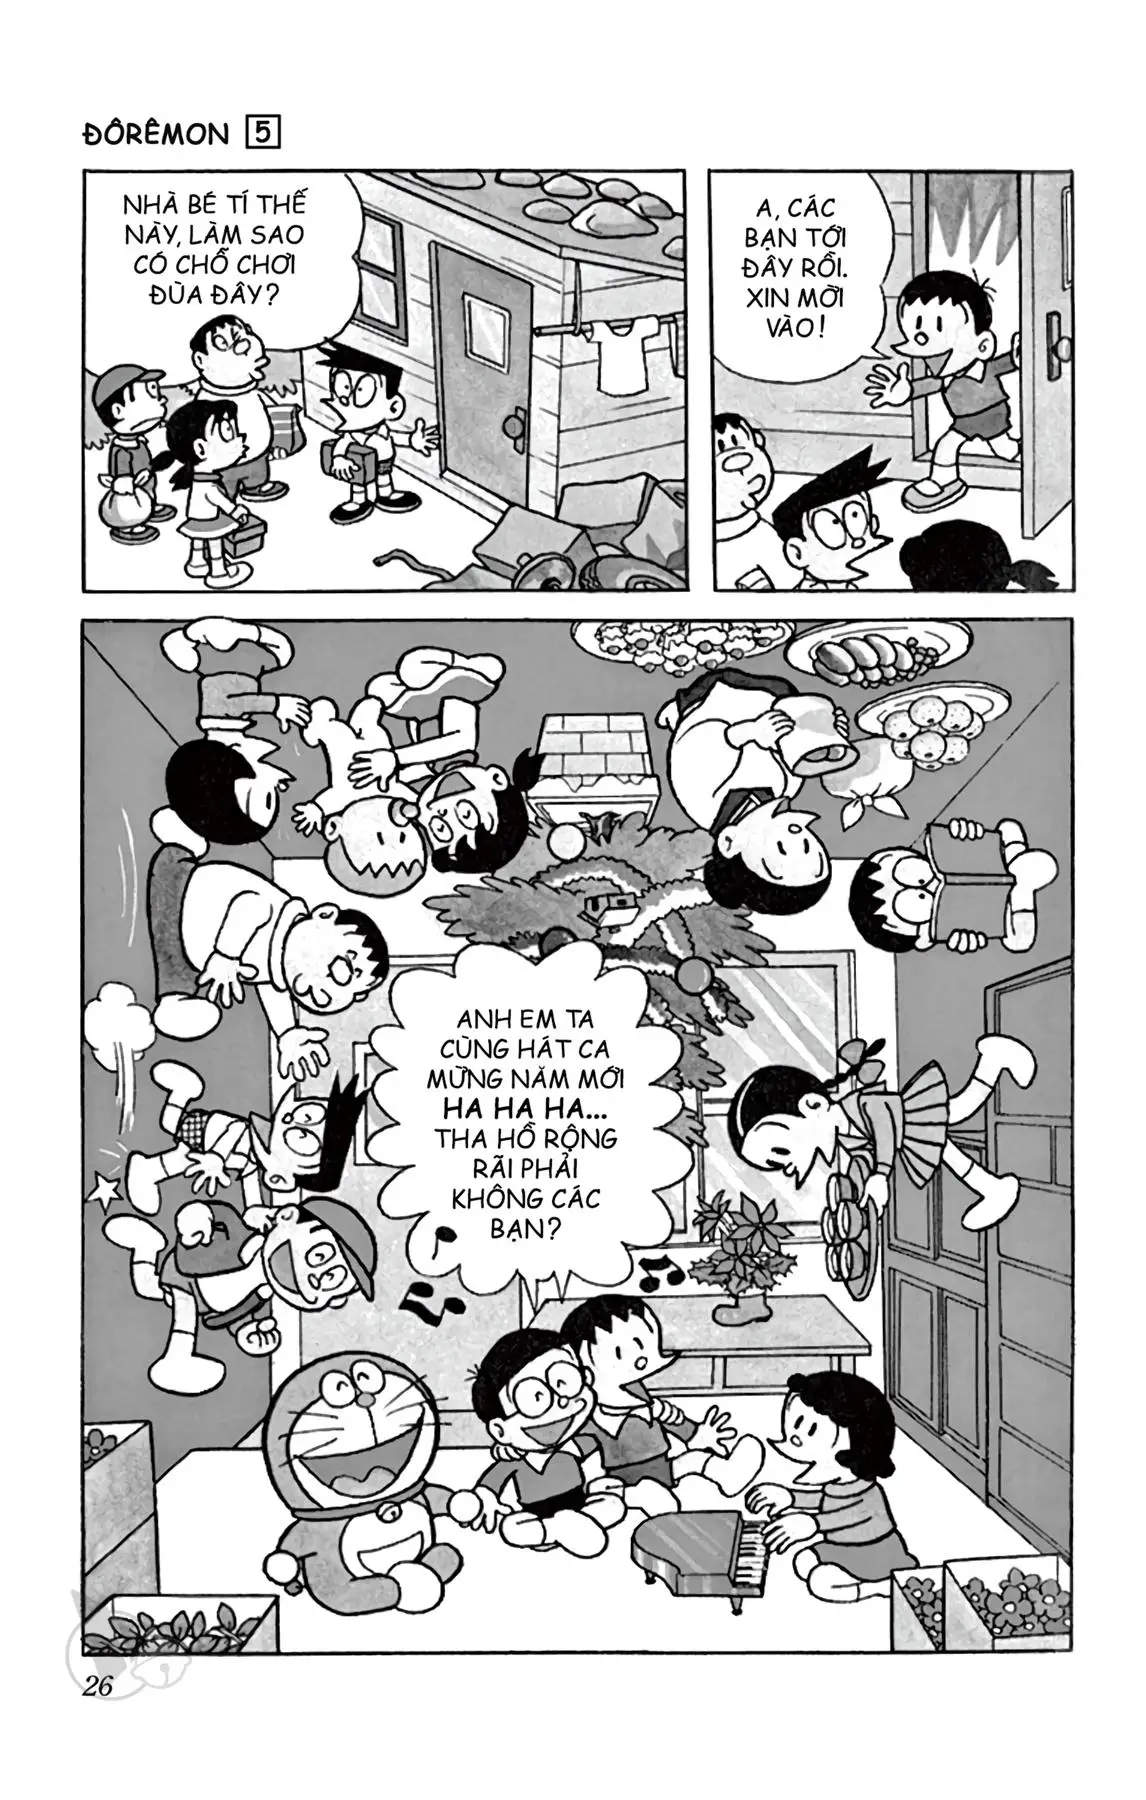 ĐÔRÊMON 5
NHÀ BÉ TÍ THẾ
NÀY, LÀM SAO
CÓ CHỖ CHƠI
ĐÙA ĐÂY?
A, CÁC
BẠN TỚI
ĐÂY RỒI.
XIN MỜI
VÀO!
ANH EM TA
CÙNG HÁT CA
MỪNG NĂM MỚI
HA HA HA...
THA HỒ RỘNG
RÃI PHẢI
KHÔNG CÁC
BẠN?
26